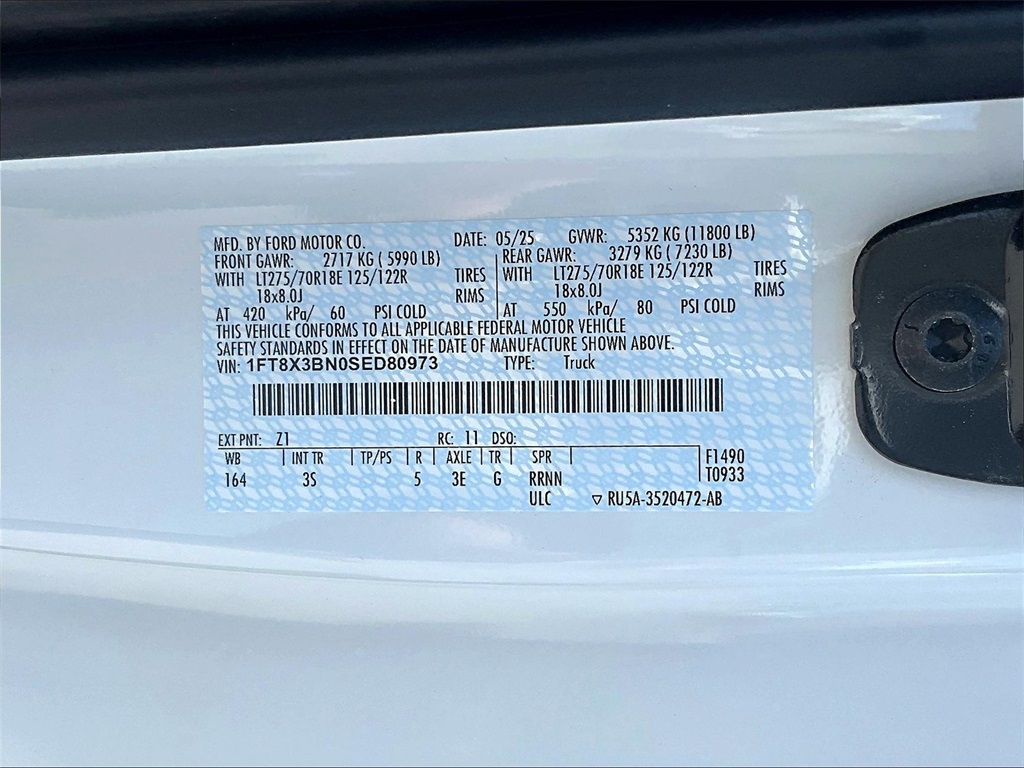 MFD. BY FORD MOTOR CO. DATE: 05/25 GVWR: 5352 KG (11800 LB)
FRONT GAWR: 2717 KG ( 5990 LB) REAR GAWR: 3279 KG ( 7230 LB)
WITH LT275/70R18E 125/122R TIRES WITH LT275/70R18E 125/122R TIRES
18x8.0J RIMS 18x8.0J RIMS
AT 420 kPa/ 60 PSI COLD AT 550 kPa/ 80 PSI COLD
THIS VEHICLE CONFORMS TO ALL APPLICABLE FEDERAL MOTOR VEHICLE
SAFETY STANDARDS IN EFFECT ON THE DATE OF MANUFACTURE SHOWN ABOVE.
VIN: 1FT8X3BN0SED80973 TYPE: Truck
EXT PNT: Z1 RC: 11 DSO:
WB INT TR TP/PS R AXLE TR SPR F1490
164 3S 5 3E G RRNN T0933
ULC ▽ RU5A-3520472-AB